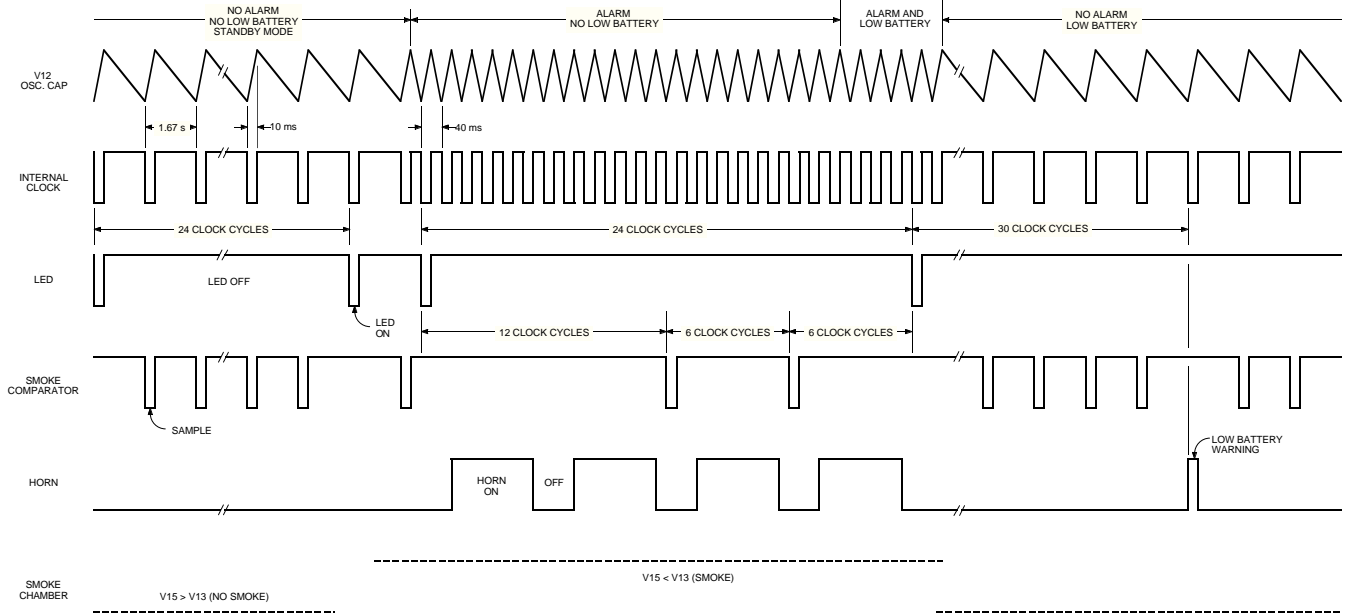 NO ALARM
NO LOW BATTERY
STANDBY MODE
ALARM
NO LOW BATTERY
ALARM AND
LOW BATTERY
NO ALARM
LOW BATTERY
V12
OSC. CAP
1.67 s
10 ms
40 ms
INTERNAL
CLOCK
24 CLOCK CYCLES
24 CLOCK CYCLES
30 CLOCK CYCLES
LED
LED OFF
LED
ON
12 CLOCK CYCLES
6 CLOCK CYCLES
6 CLOCK CYCLES
SMOKE
COMPARATOR
SAMPLE
LOW BATTERY
WARNING
HORN
HORN
ON
OFF
V15 < V13 (SMOKE)
SMOKE
CHAMBER
V15 > V13 (NO SMOKE)